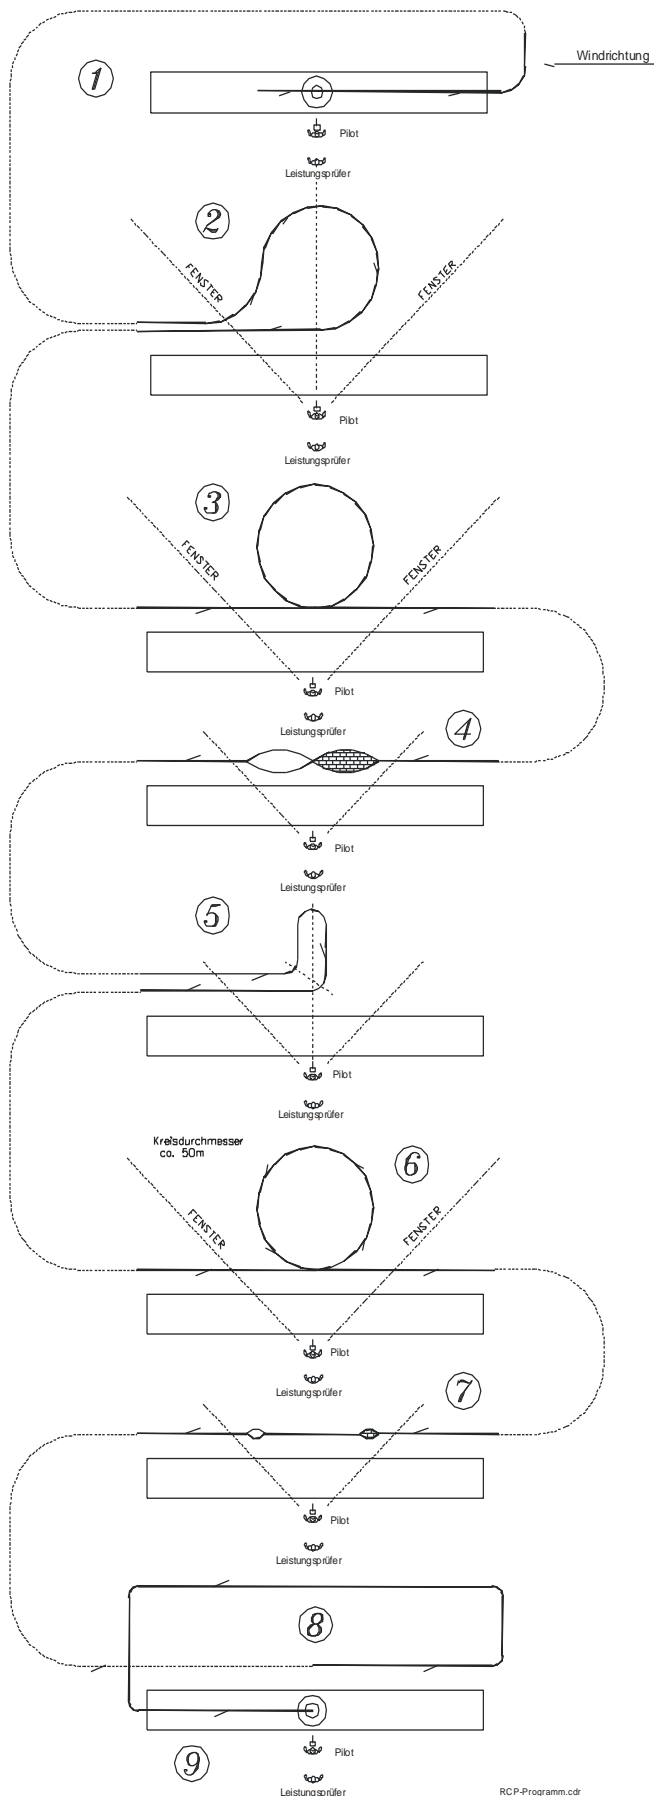 Windrichtung
1
Pilot
Leistungsprüfer
2
FENSTER
FENSTER
Pilot
Leistungsprüfer
3
FENSTER
FENSTER
Pilot
Leistungsprüfer
4
Pilot
Leistungsprüfer
5
Pilot
Leistungsprüfer
Kreisdurchmesser
ca. 50m
6
FENSTER
FENSTER
Pilot
Leistungsprüfer
7
Pilot
Leistungsprüfer
8
9
Pilot
Leistungsprüfer
RCP-Programm.cdr